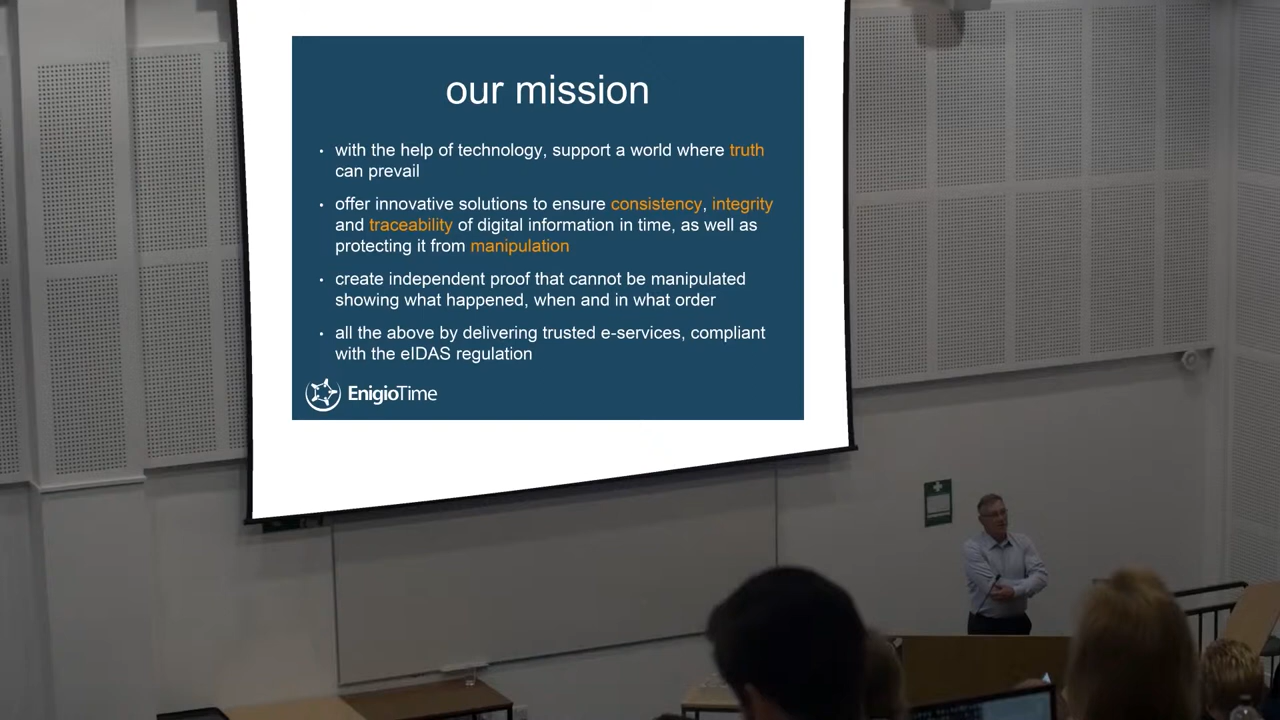 our mission
• with the help of technology, support a world where truth
can prevail
• offer innovative solutions to ensure consistency, integrity
and traceability of digital information in time, as well as
protecting it from manipulation
• create independent proof that cannot be manipulated
showing what happened, when and in what order
• all the above by delivering trusted e-services, compliant
with the eIDAS regulation
EnigioTime